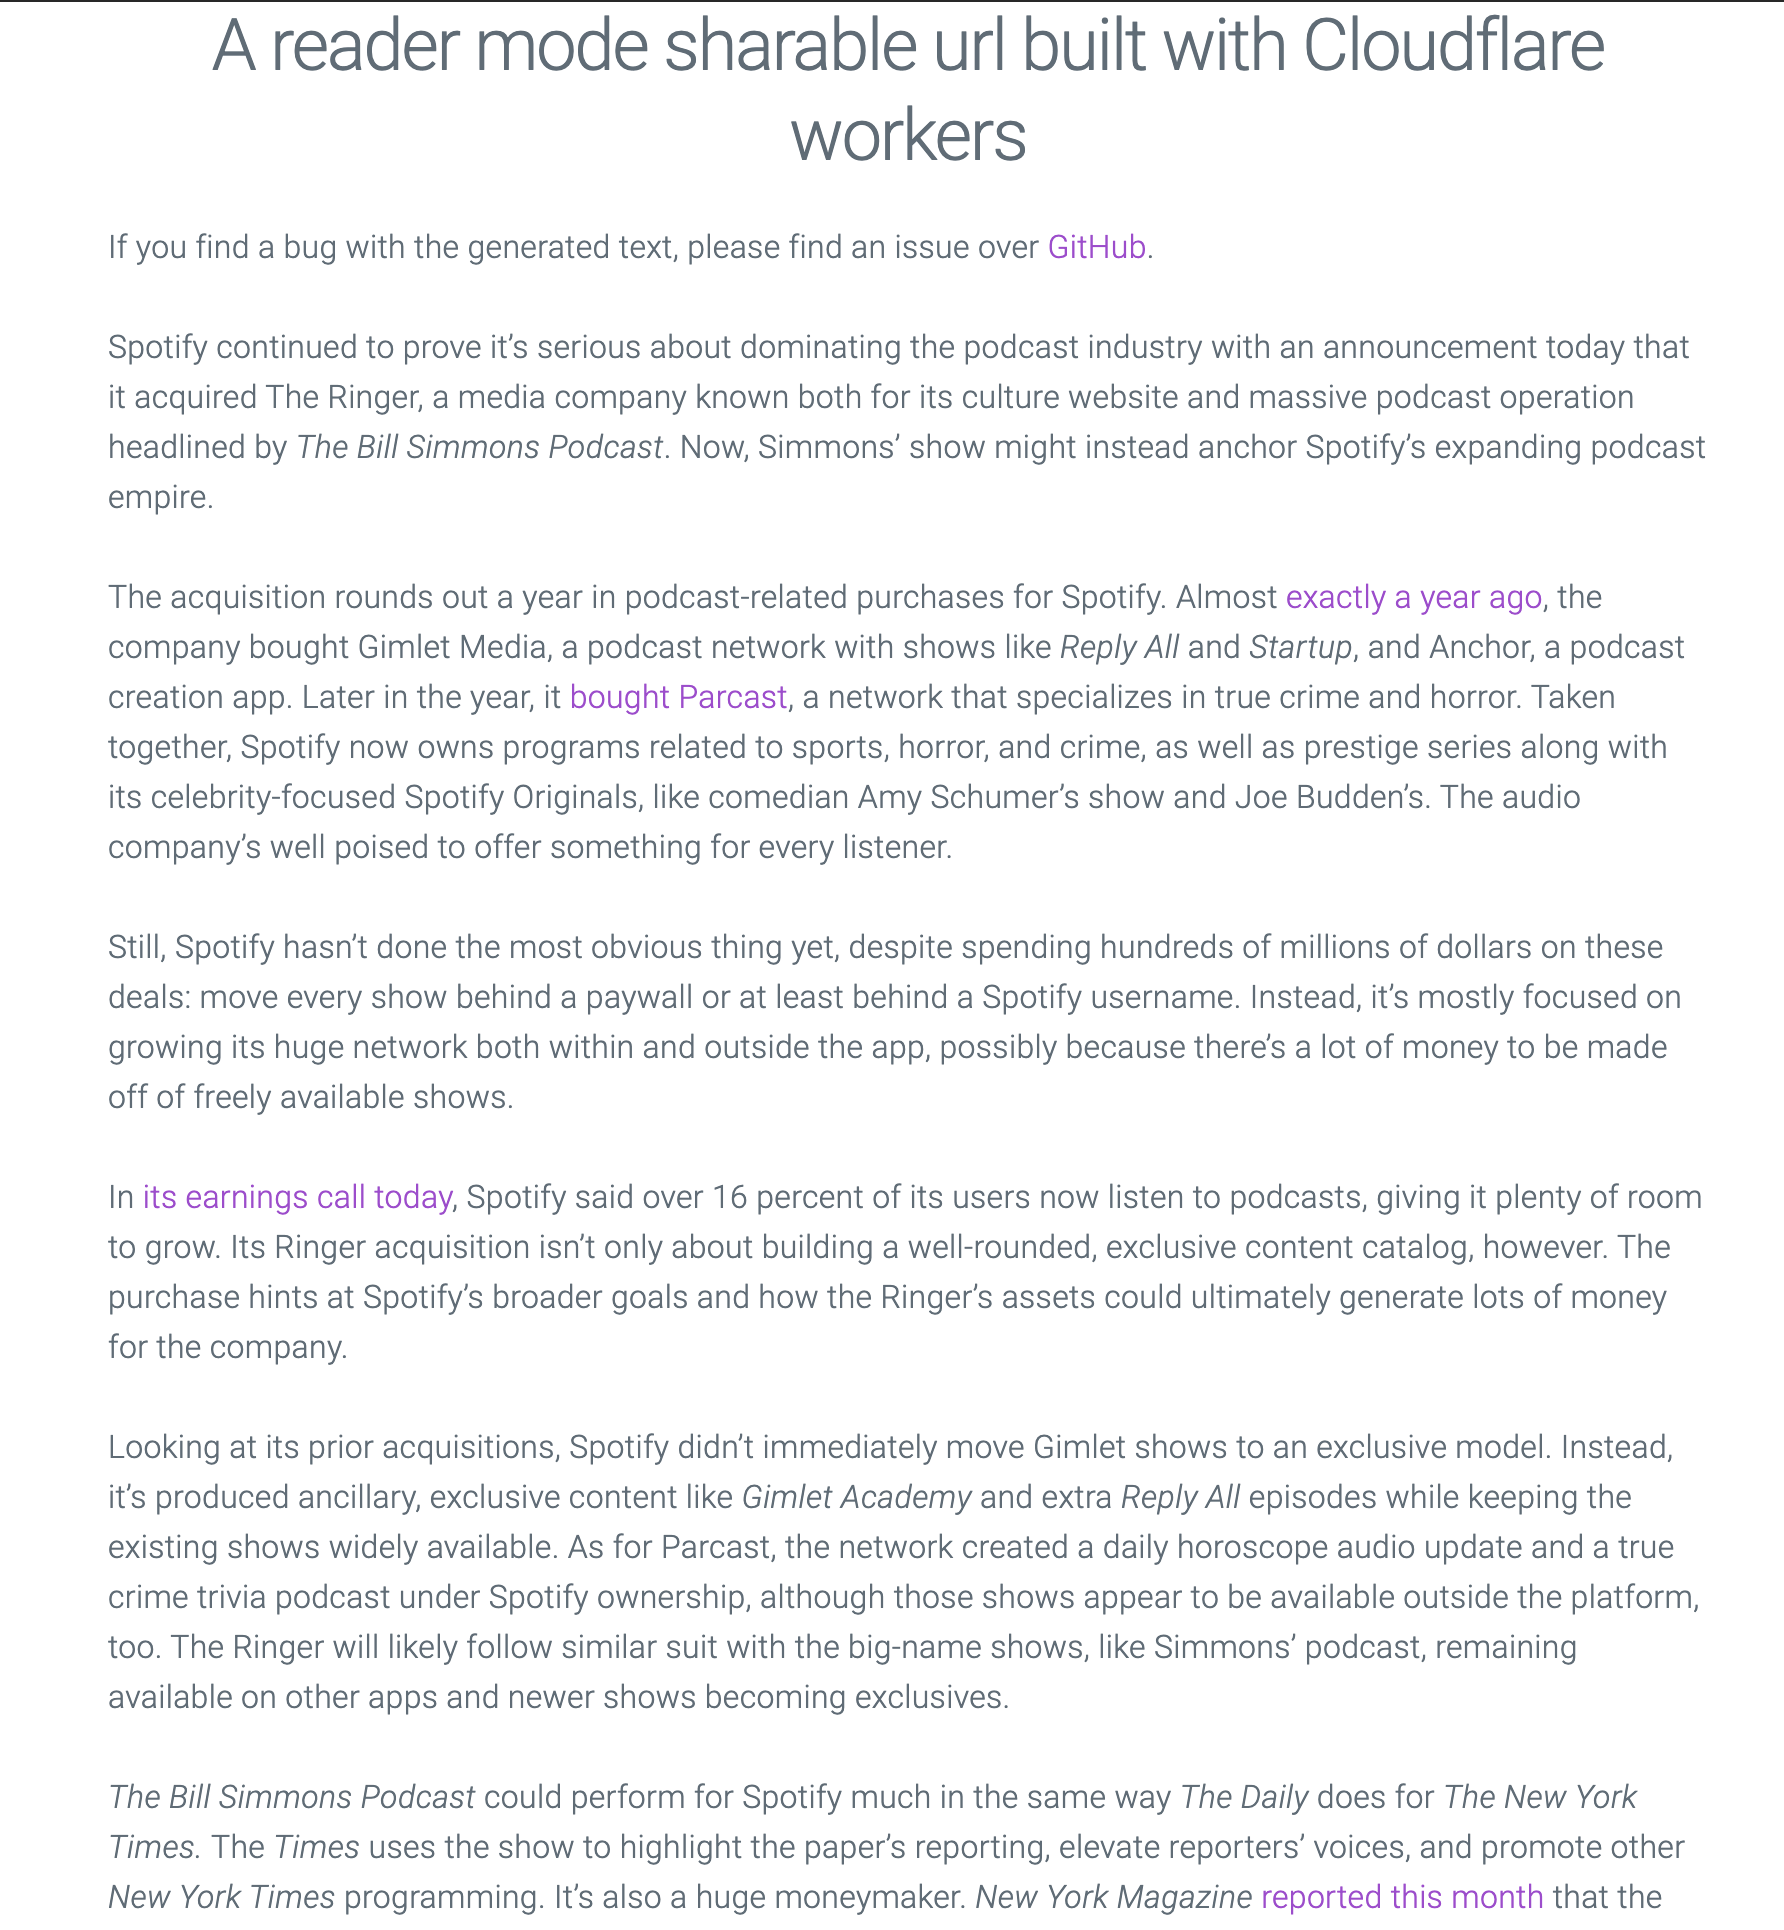 A reader mode sharable url built with Cloudflare
workers
If you find a bug with the generated text, please find an issue over GitHub.
Spotify continued to prove it’s serious about dominating the podcast industry with an announcement today that
it acquired The Ringer, a media company known both for its culture website and massive podcast operation
headlined by The Bill Simmons Podcast. Now, Simmons’ show might instead anchor Spotify’s expanding podcast
empire.
The acquisition rounds out a year in podcast-related purchases for Spotify. Almost exactly a year ago, the
company bought Gimlet Media, a podcast network with shows like Reply All and Startup, and Anchor, a podcast
creation app. Later in the year, it bought Parcast, a network that specializes in true crime and horror. Taken
together, Spotify now owns programs related to sports, horror, and crime, as well as prestige series along with
its celebrity-focused Spotify Originals, like comedian Amy Schumer’s show and Joe Budden’s. The audio
company’s well poised to offer something for every listener.
Still, Spotify hasn’t done the most obvious thing yet, despite spending hundreds of millions of dollars on these
deals: move every show behind a paywall or at least behind a Spotify username. Instead, it’s mostly focused on
growing its huge network both within and outside the app, possibly because there’s a lot of money to be made
off of freely available shows.
In its earnings call today, Spotify said over 16 percent of its users now listen to podcasts, giving it plenty of room
to grow. Its Ringer acquisition isn’t only about building a well-rounded, exclusive content catalog, however. The
purchase hints at Spotify’s broader goals and how the Ringer’s assets could ultimately generate lots of money
for the company.
Looking at its prior acquisitions, Spotify didn’t immediately move Gimlet shows to an exclusive model. Instead,
it’s produced ancillary, exclusive content like Gimlet Academy and extra Reply All episodes while keeping the
existing shows widely available. As for Parcast, the network created a daily horoscope audio update and a true
crime trivia podcast under Spotify ownership, although those shows appear to be available outside the platform,
too. The Ringer will likely follow similar suit with the big-name shows, like Simmons’ podcast, remaining
available on other apps and newer shows becoming exclusives.
The Bill Simmons Podcast could perform for Spotify much in the same way The Daily does for The New York
Times. The Times uses the show to highlight the paper’s reporting, elevate reporters’ voices, and promote other
New York Times programming. It’s also a huge moneymaker. New York Magazine reported this month that the